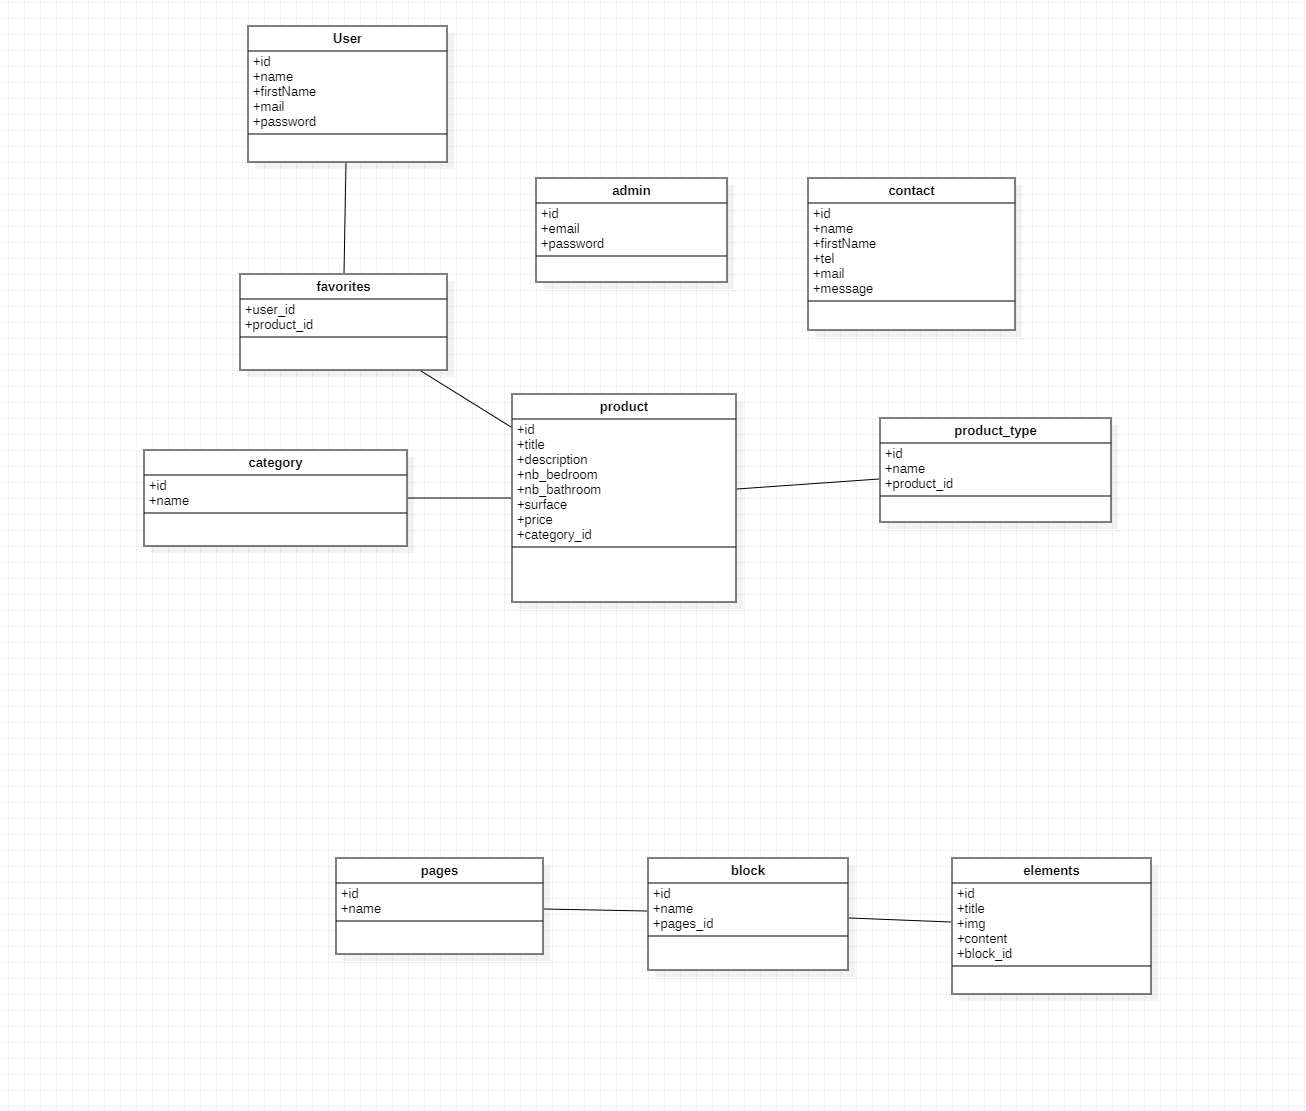 User
+id
+name
+firstName
+mail
+password
admin
+id
+email
+password
contact
+id
+name
+firstName
+tel
+mail
+message
favorites
+user_id
+product_id
product
+id
+title
+description
+nb_bedroom
+nb_bathroom
+surface
+price
+category_id
product_type
+id
+name
+product_id
category
+id
+name
pages
+id
+name
block
+id
+name
+pages_id
elements
+id
+title
+img
+content
+block_id